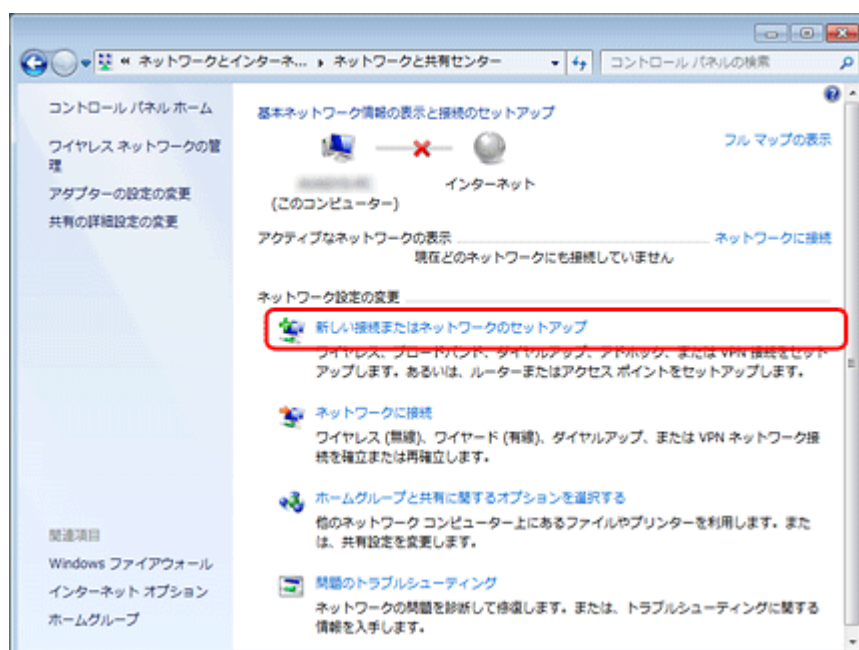 « ネットワークとインターネ... ▸ ネットワークと共有センター
コントロール パネルの検索
コントロール パネル ホーム
ワイヤレス ネットワークの管
理
アダプターの設定の変更
共有の詳細設定の変更
基本ネットワーク情報の表示と接続のセットアップ
フル マップの表示
インターネット
(このコンピューター)
アクティブなネットワークの表示
ネットワークに接続
現在どのネットワークにも接続していません
ネットワーク設定の変更
新しい接続またはネットワークのセットアップ
ワイヤレス、ブロードバンド、ダイヤルアップ、アドホック、または VPN 接続をセット
アップします。あるいは、ルーターまたはアクセス ポイントをセットアップします。
ネットワークに接続
ワイヤレス (無線)、ワイヤード (有線)、ダイヤルアップ、または VPN ネットワーク接
続を確立または再確立します。
ホームグループと共有に関するオプションを選択する
他のネットワーク コンピューター上にあるファイルやプリンターを利用します。また
は、共有設定を変更します。
問題のトラブルシューティング
ネットワークの問題を診断して修復します。または、トラブルシューティングに関する
情報を入手します。
関連項目
Windows ファイアウォール
インターネット オプション
ホームグループ